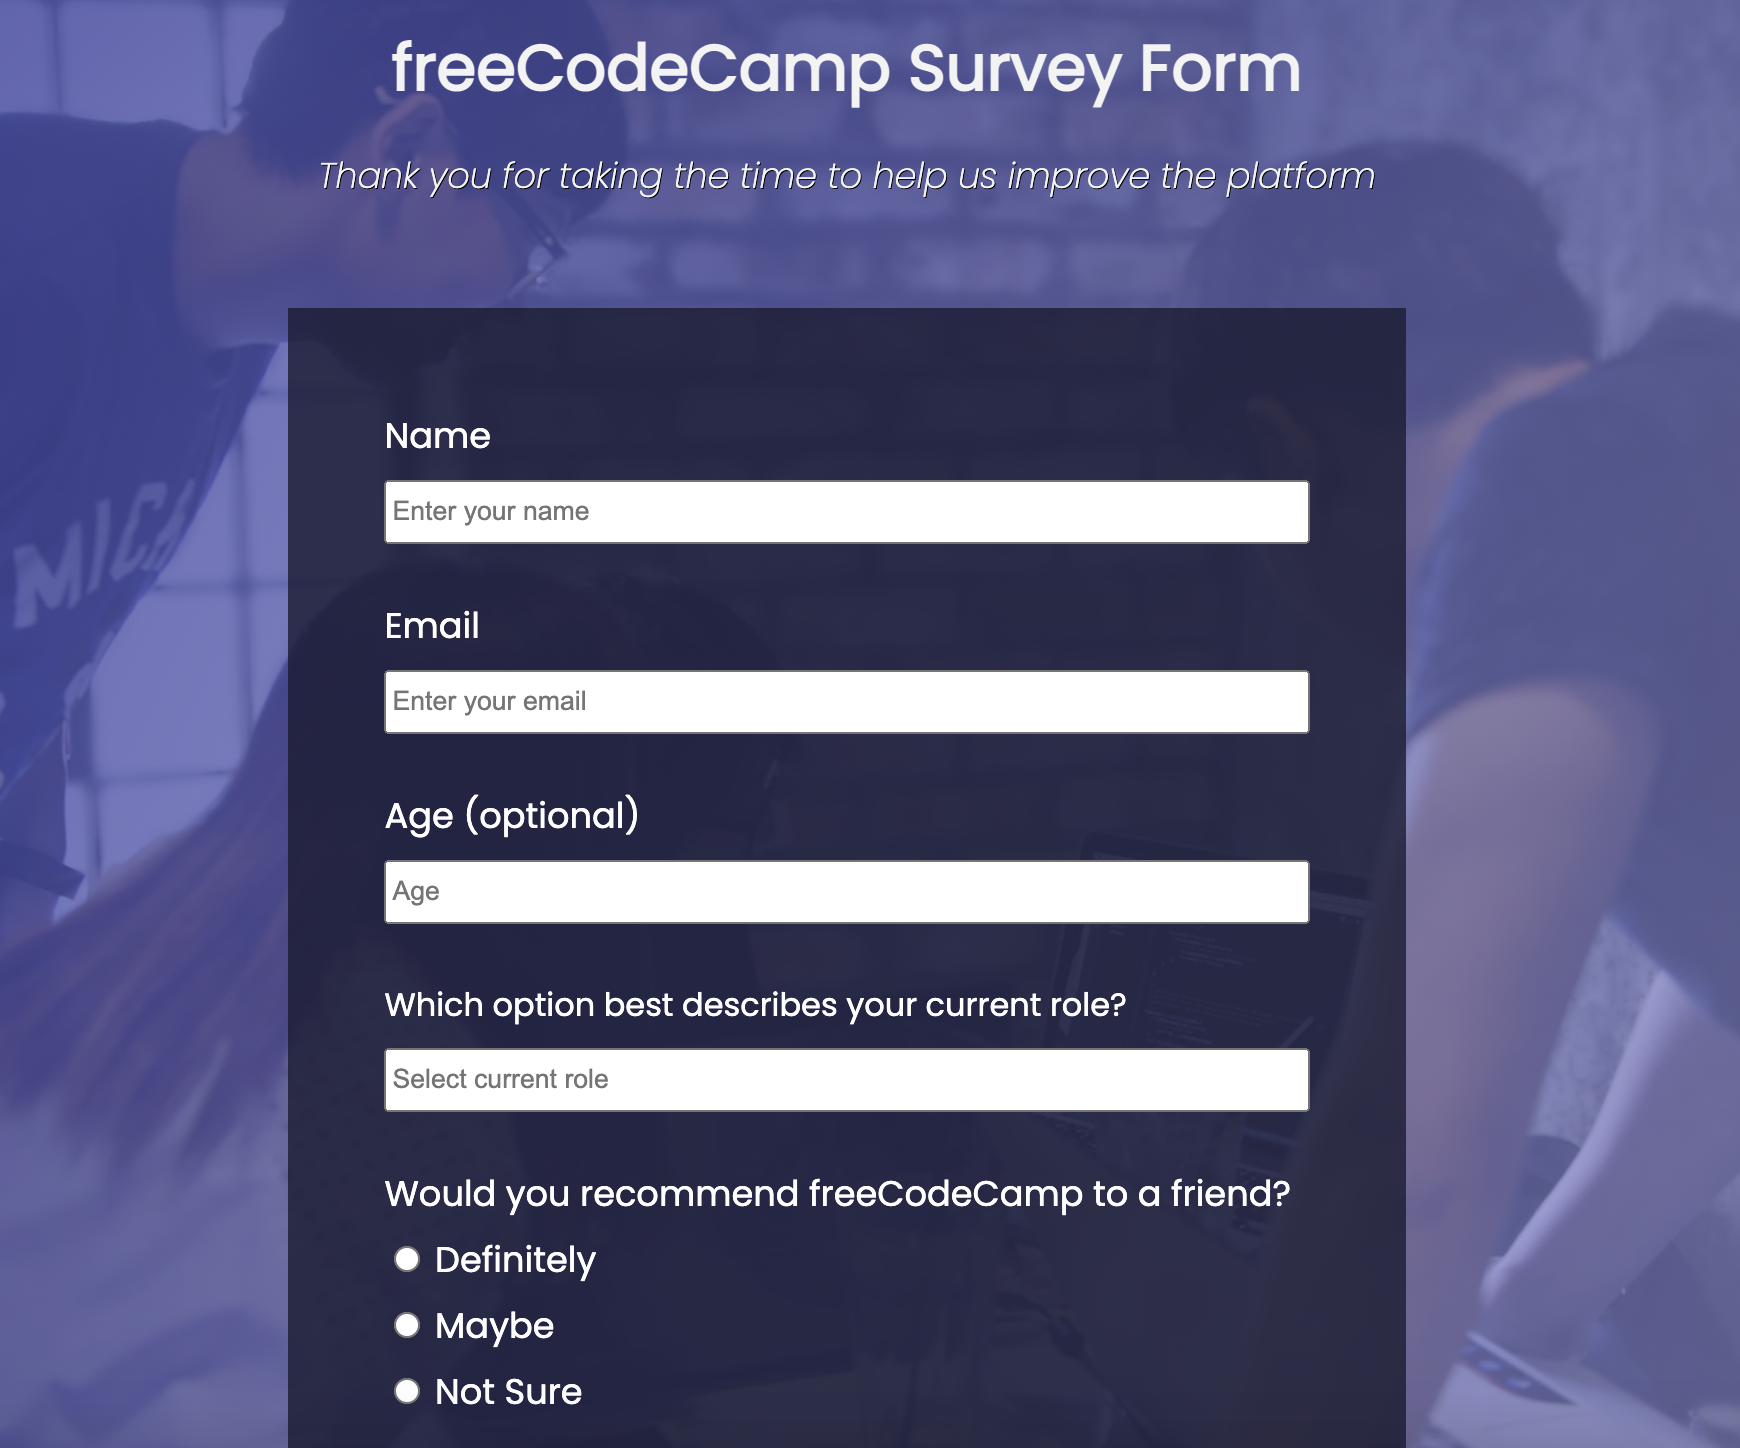 freeCodeCamp Survey Form
Thank you for taking the time to help us improve the platform
MICH
Name
Enter your name
Email
Enter your email
Age (optional)
Age
Which option best describes your current role?
Select current role
Would you recommend freeCodeCamp to a friend?
Definitely
Maybe
Not Sure